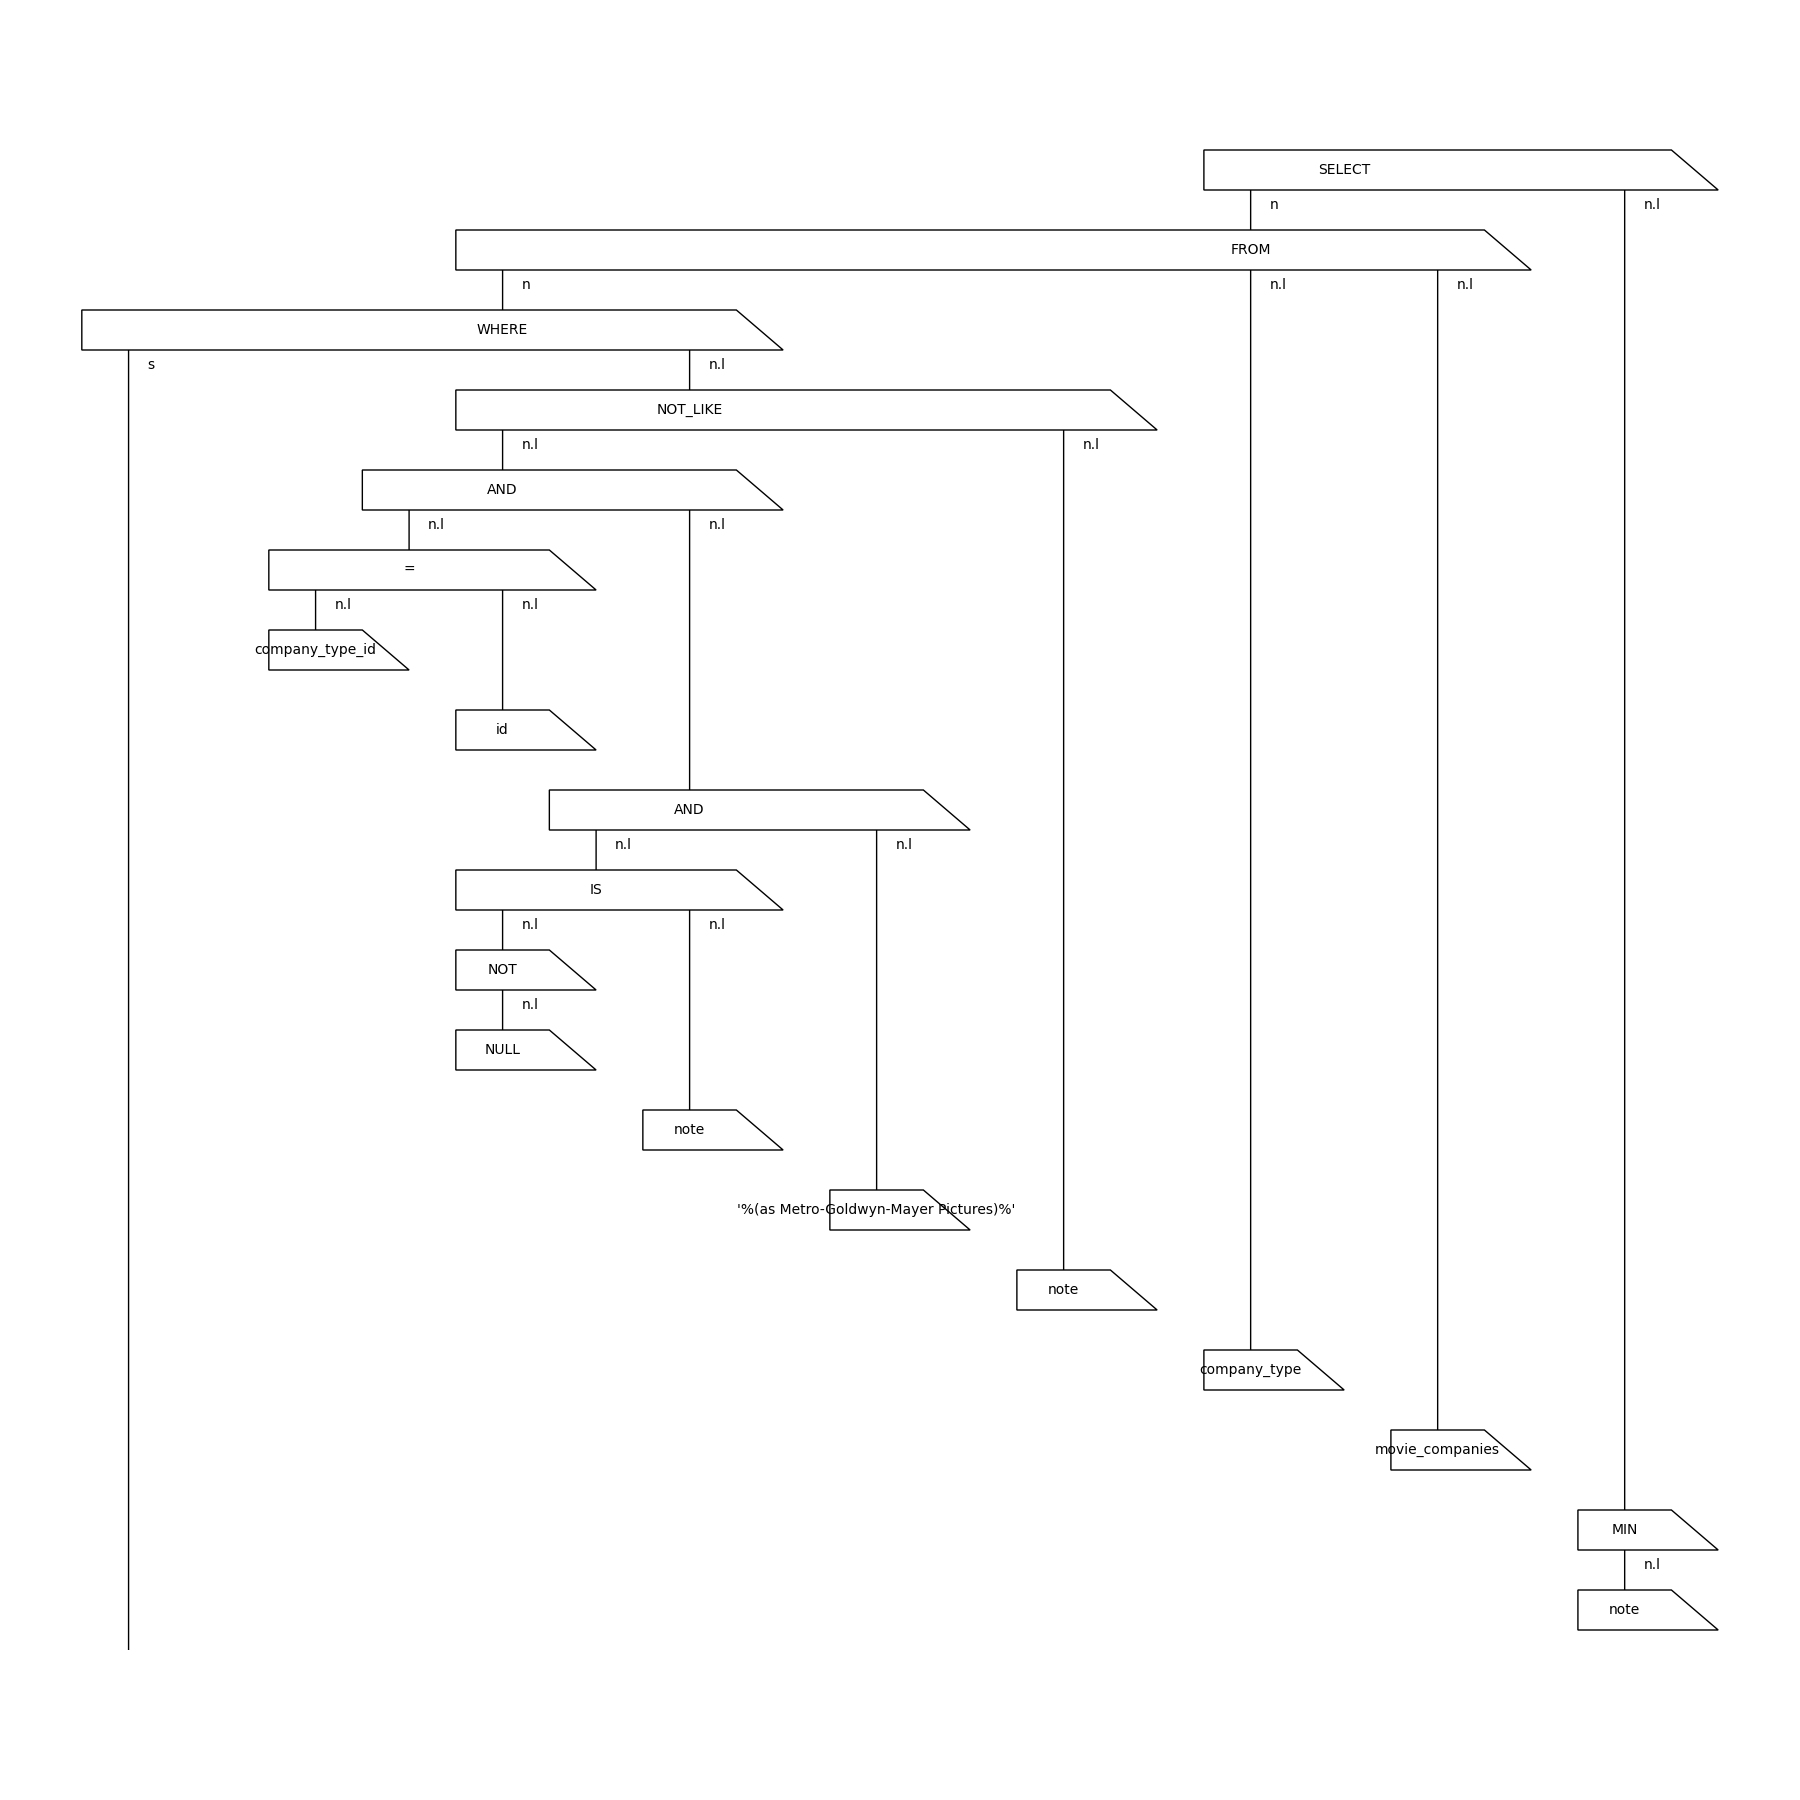 SELECT
n n.l
FROM
n n.l n.l
WHERE
s n.l
NOT_LIKE
n.l n.l
AND
n.l n.l
=
n.l n.l
company_type_id
id
AND
n.l n.l
IS
n.l n.l
NOT
n.l
NULL
note
'%(as Metro-Goldwyn-Mayer Pictures)%'
note
company_type
movie_companies
MIN
n.l
note